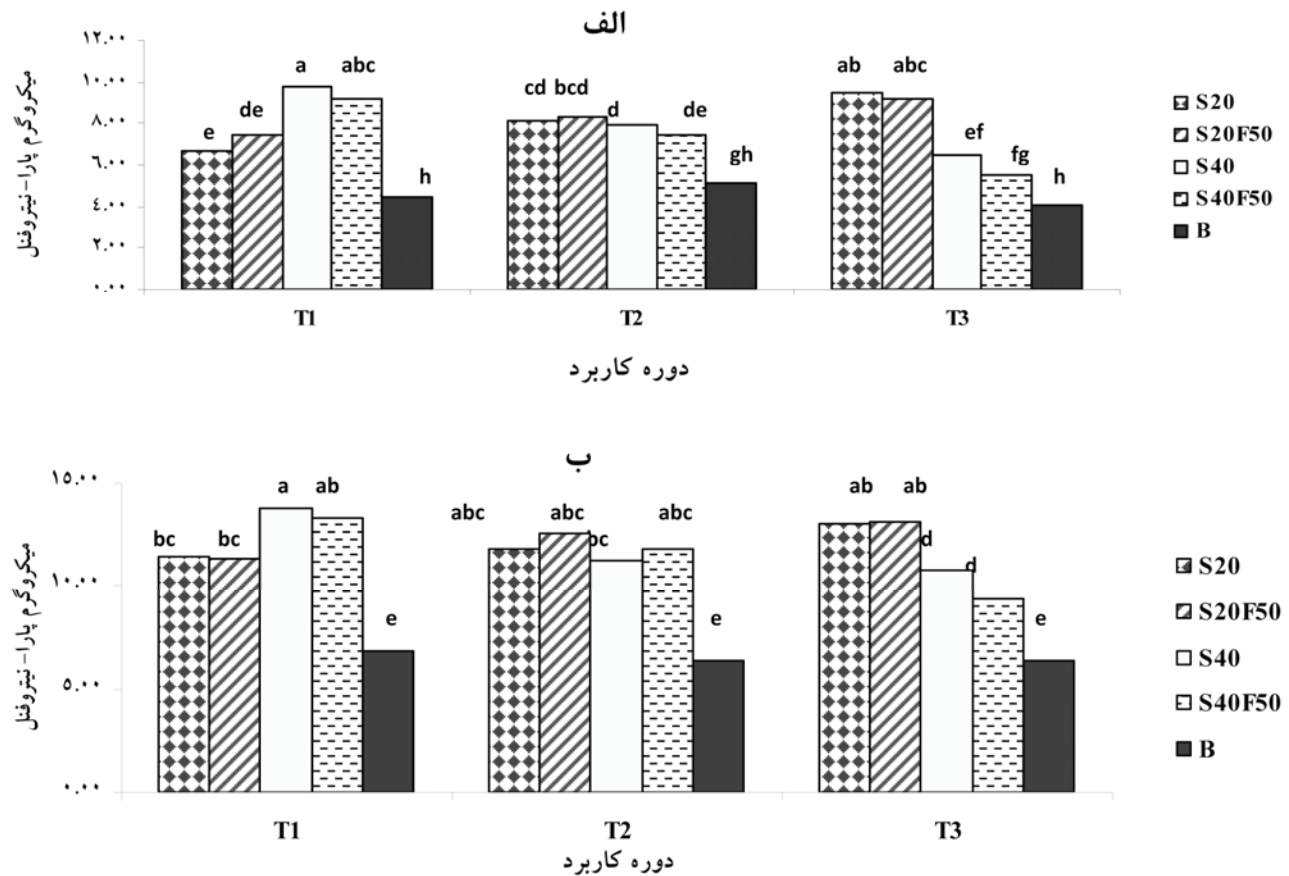 الف
میکروگرم پارا-نیتروفنل
۱۲.۰۰
۱۰.۰۰
۸.۰۰
۶.۰۰
۴.۰۰
۲.۰۰
۰.۰۰
e de a abc h
cd bcd d de gh
ab abc ef fg h
T1 T2 T3
دوره کاربرد
S20
S20F50
S40
S40F50
B
ب
میکروگرم پارا-نیتروفنل
۱۵.۰۰
۱۰.۰۰
۵.۰۰
۰.۰۰
bc bc a ab e
abc abc bc abc e
ab ab d d e
T1 T2 T3
دوره کاربرد
S20
S20F50
S40
S40F50
B